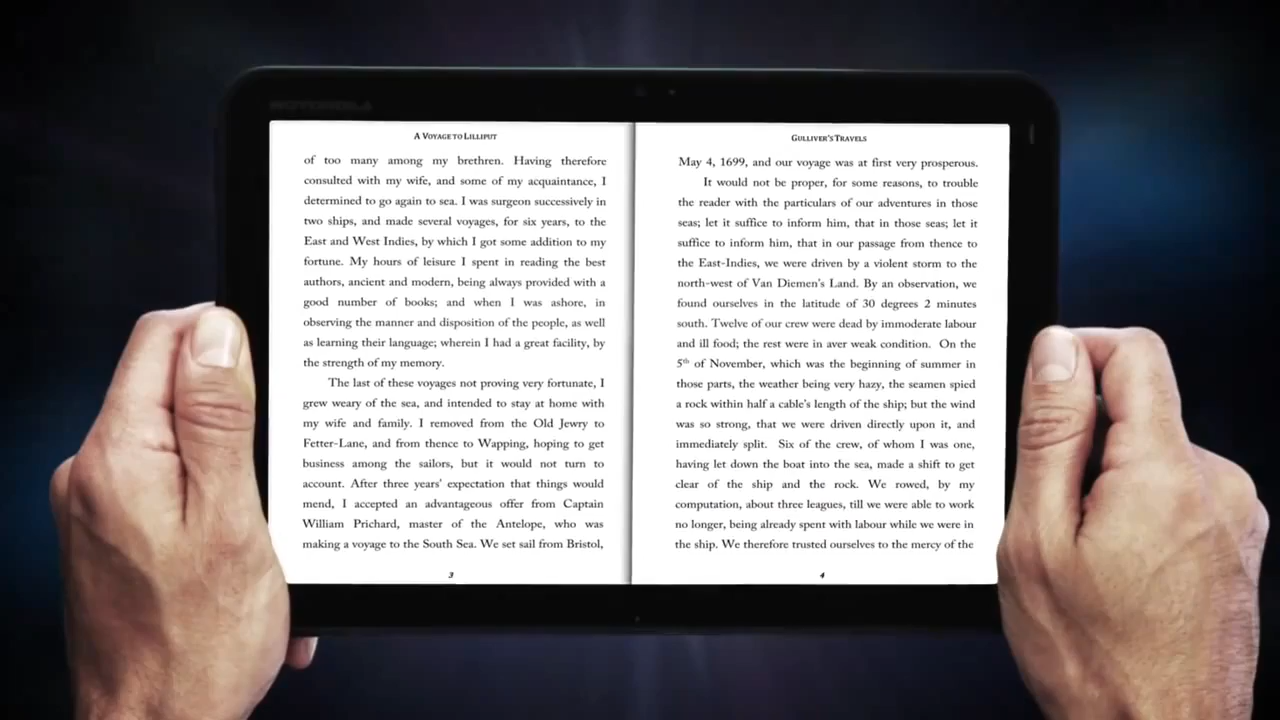 MOTOROLA
A VOYAGE TO LILLIPUT
of too many among my brethren. Having therefore
consulted with my wife, and some of my acquaintance, I
determined to go again to sea. I was surgeon successively in
two ships, and made several voyages, for six years, to the
East and West Indies, by which I got some addition to my
fortune. My hours of leisure I spent in reading the best
authors, ancient and modern, being always provided with a
good number of books; and when I was ashore, in
observing the manner and disposition of the people, as well
as learning their language; wherein I had a great facility, by
the strength of my memory.
The last of these voyages not proving very fortunate, I
grew weary of the sea, and intended to stay at home with
my wife and family. I removed from the Old Jewry to
Fetter-Lane, and from thence to Wapping, hoping to get
business among the sailors, but it would not turn to
account. After three years' expectation that things would
mend, I accepted an advantageous offer from Captain
William Prichard, master of the Antelope, who was
making a voyage to the South Sea. We set sail from Bristol,
3
GULLIVER'S TRAVELS
May 4, 1699, and our voyage was at first very prosperous.
It would not be proper, for some reasons, to trouble
the reader with the particulars of our adventures in those
seas; let it suffice to inform him, that in those seas; let it
suffice to inform him, that in our passage from thence to
the East-Indies, we were driven by a violent storm to the
north-west of Van Diemen's Land. By an observation, we
found ourselves in the latitude of 30 degrees 2 minutes
south. Twelve of our crew were dead by immoderate labour
and ill food; the rest were in aver weak condition. On the
5th of November, which was the beginning of summer in
those parts, the weather being very hazy, the seamen spied
a rock within half a cable's length of the ship; but the wind
was so strong, that we were driven directly upon it, and
immediately split. Six of the crew, of whom I was one,
having let down the boat into the sea, made a shift to get
clear of the ship and the rock. We rowed, by my
computation, about three leagues, till we were able to work
no longer, being already spent with labour while we were in
the ship. We therefore trusted ourselves to the mercy of the
4